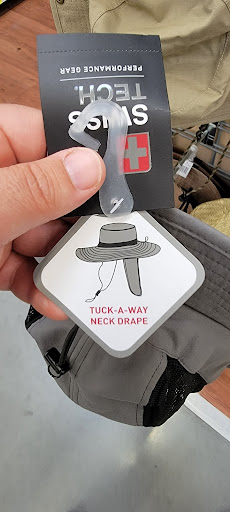 SWISS
TECH.
PERFORMANCE GEAR
TUCK-A-WAY
NECK DRAPE